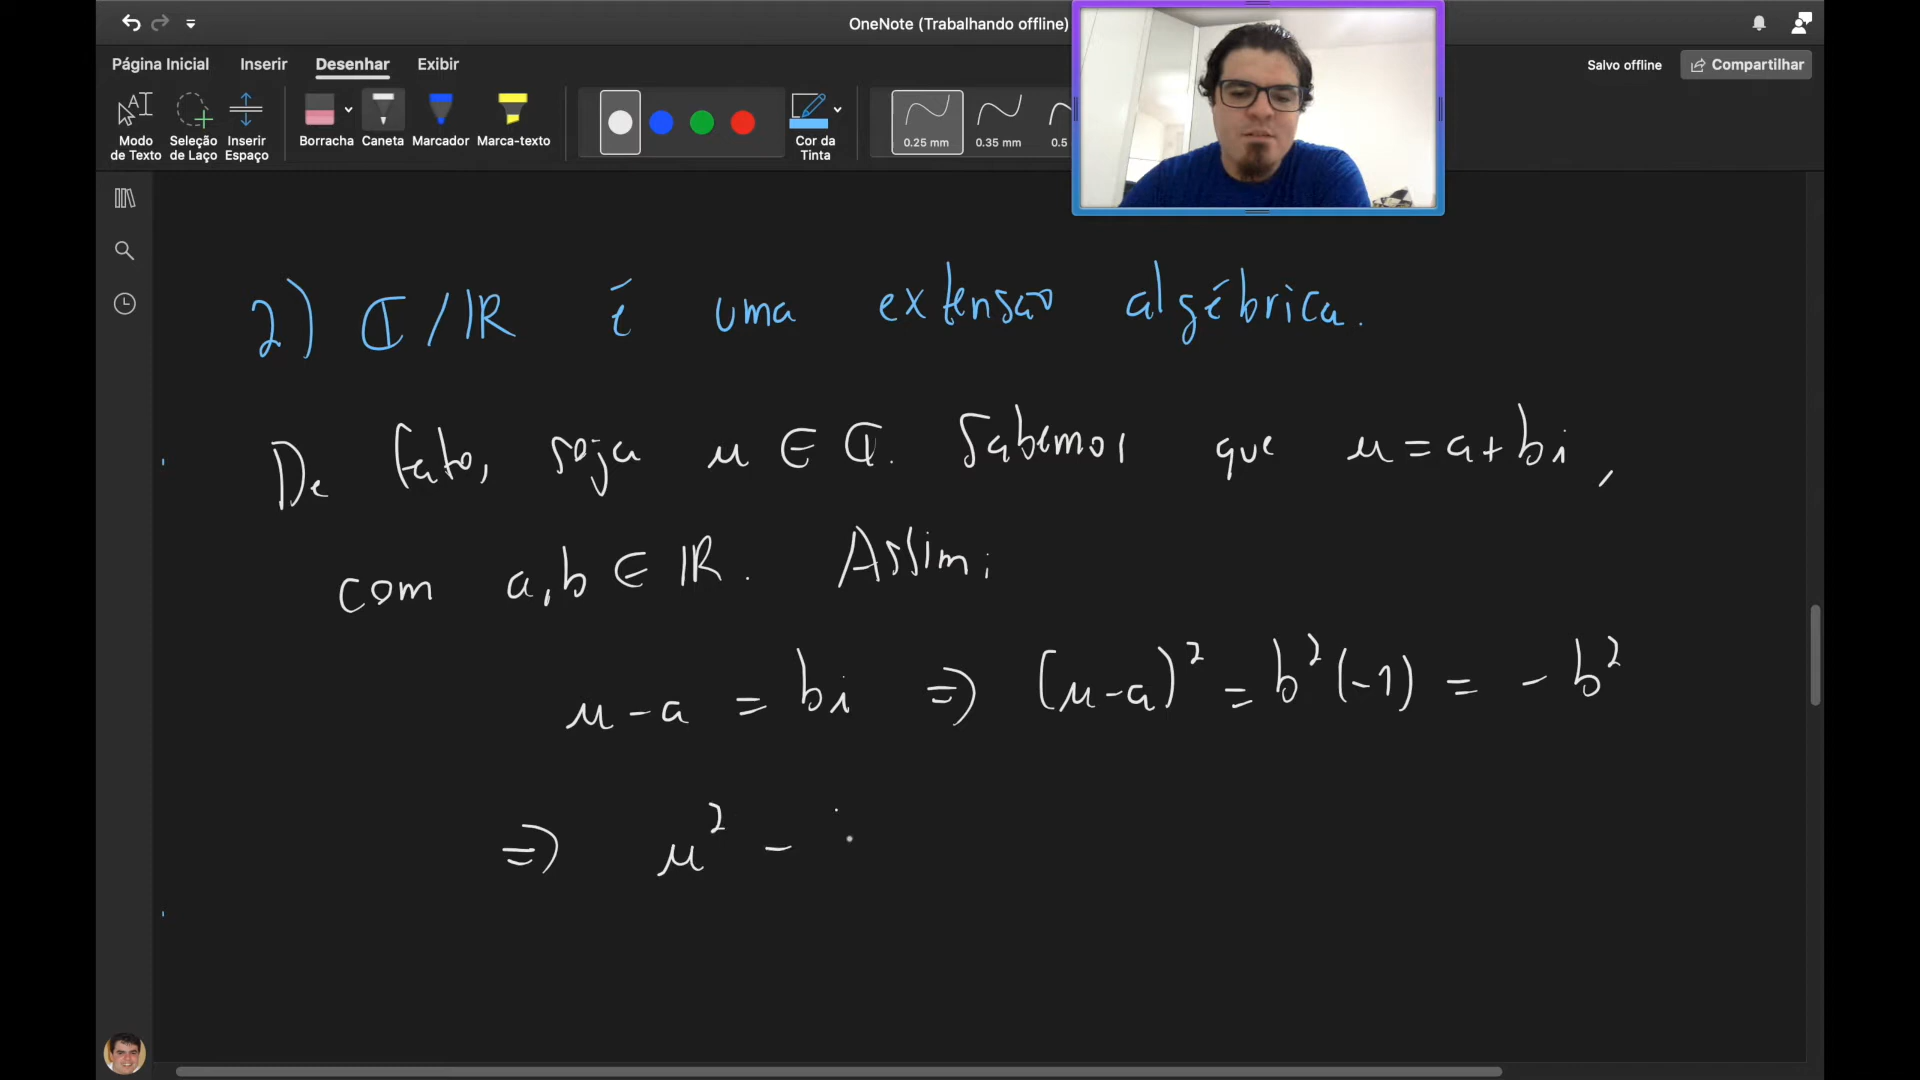 OneNote (Trabalhando offline)
Página Inicial Inserir Desenhar Exibir
Salvo offline Compartilhar
Modo de Texto Seleção de Laço Inserir Espaço Borracha Caneta Marcador Marca-texto Cor da Tinta 0.25 mm 0.35 mm 0.5
2) ℂ/ℝ é uma extensão algébrica.
De fato, seja u ∈ ℂ. Sabemos que u = a + bi,
com a, b ∈ ℝ. Assim;
u - a = bi ⇒ (u-a)² = b²(-1) = - b²
⇒ u² -